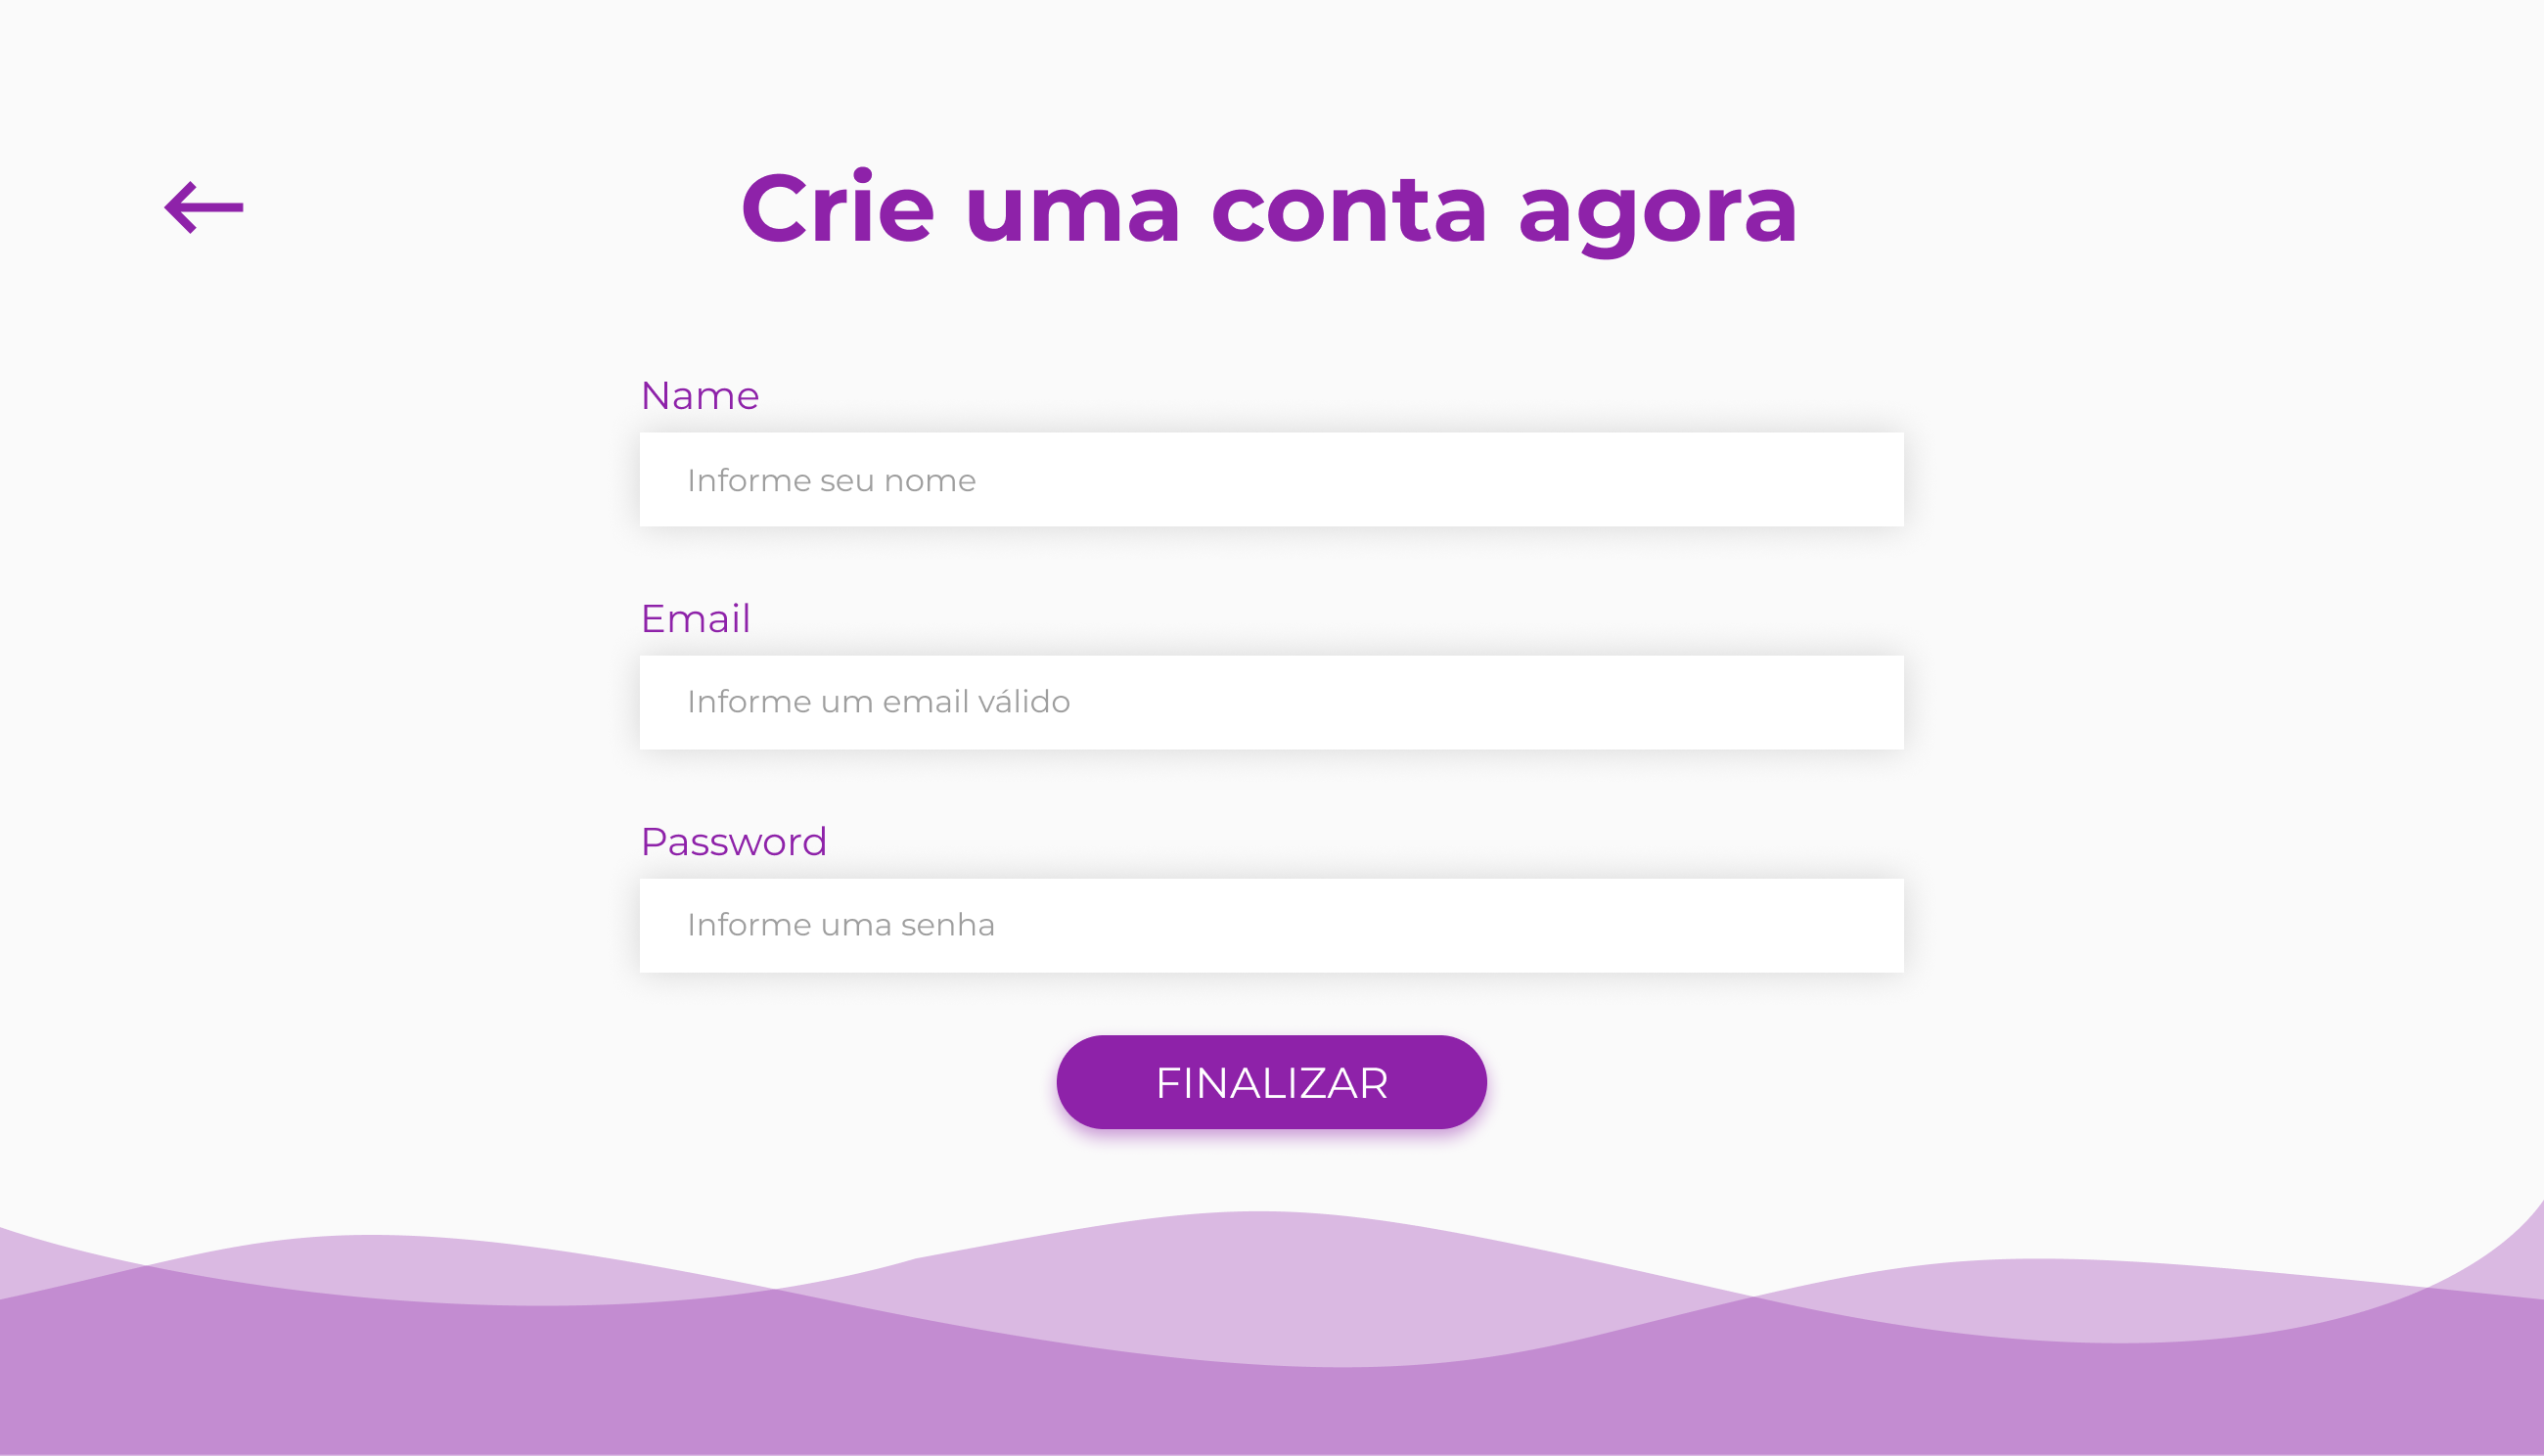 Crie uma conta agora
Name
Informe seu nome
Email
Informe um email válido
Password
Informe uma senha
FINALIZAR